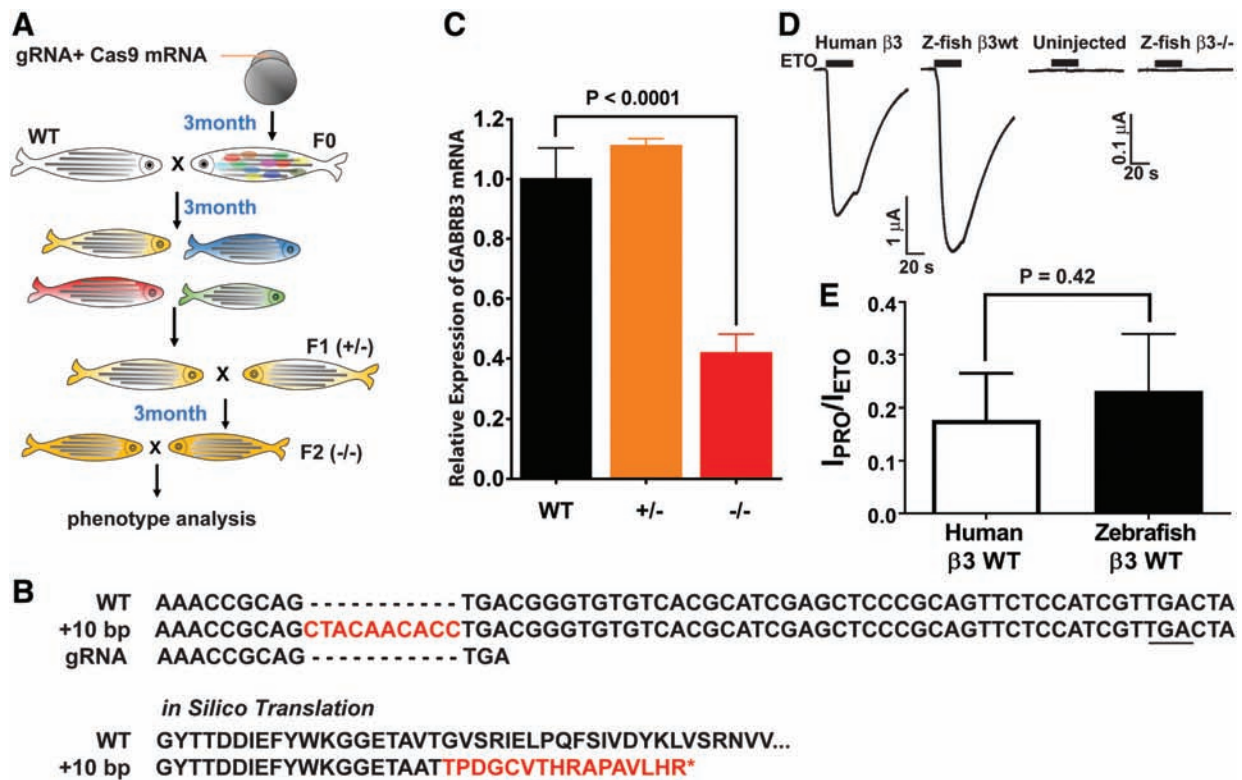 A
gRNA+ Cas9 mRNA
3month
WT
X
F0
3month
X
F1 (+/-)
3month
X
F2 (-/-)
phenotype analysis
C
P < 0.0001
Relative Expression of GABRB3 mRNA
1.2
1.0
0.8
0.6
0.4
0.2
0.0
WT +/- -/-
D
Human β3 Z-fish β3wt Uninjected Z-fish β3-/-
ETO
1 µA
20 s
0.1 µA
20 s
E
P = 0.42
IPRO/IETO
0.4
0.3
0.2
0.1
0.0
Human Zebrafish
β3 WT β3 WT
B
WT AAACCGCAG-----------TGACGGGTGTGTCACGCATCGAGCTCCCGCAGTTCTCCATCGTTGACTA
+10 bp AAACCGCAGCTACAACACCTGACGGGTGTGTCACGCATCGAGCTCCCGCAGTTCTCCATCGTTGACTA
gRNA AAACCGCAG-----------TGA
in Silico Translation
WT GYTTDDIEFYWKGGETAVTGVSRIELPQFSIVDYKLVSRNVV...
+10 bp GYTTDDIEFYWKGGETAATTPDGCVTHRAPAVLHR*